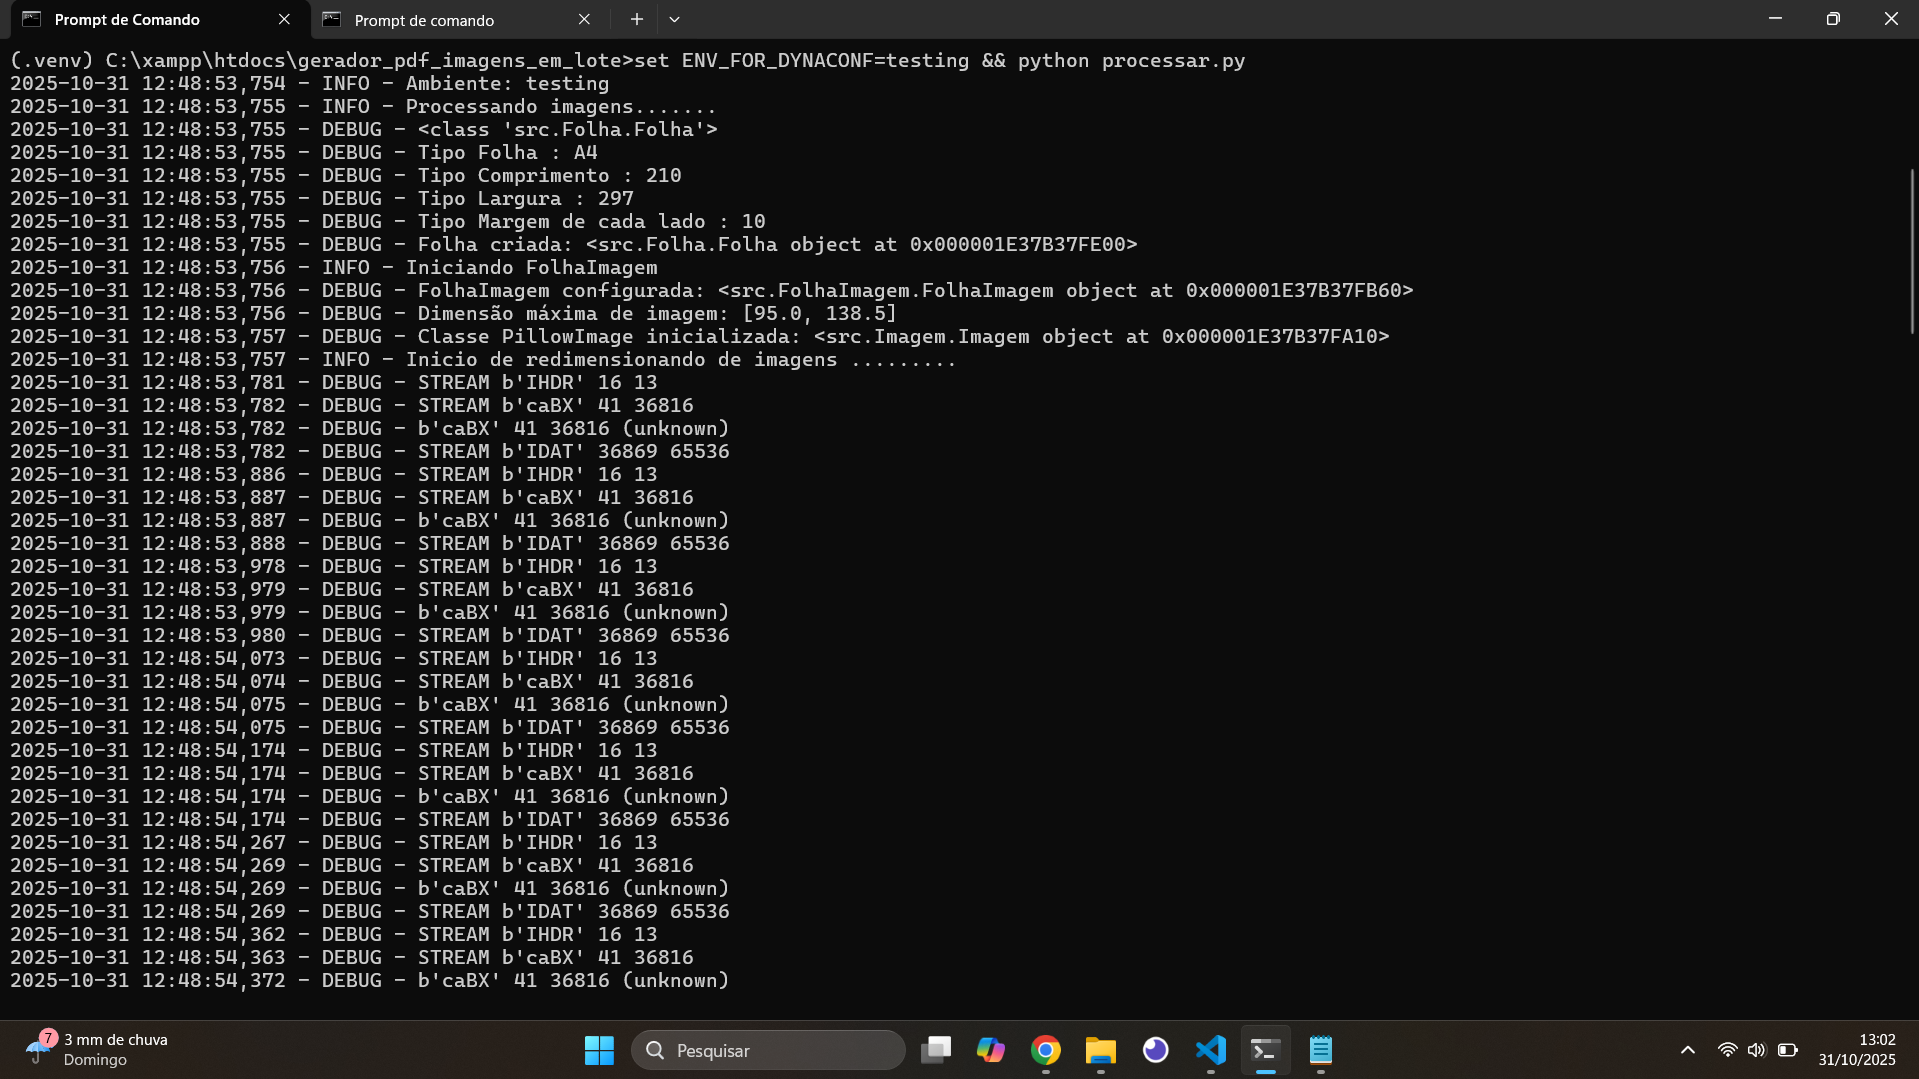 Prompt de Comando
Prompt de comando
(.venv) C:\xampp\htdocs\gerador_pdf_imagens_em_lote>set ENV_FOR_DYNACONF=testing && python processar.py
2025-10-31 12:48:53,754 - INFO - Ambiente: testing
2025-10-31 12:48:53,755 - INFO - Processando imagens.......
2025-10-31 12:48:53,755 - DEBUG - <class 'src.Folha.Folha'>
2025-10-31 12:48:53,755 - DEBUG - Tipo Folha : A4
2025-10-31 12:48:53,755 - DEBUG - Tipo Comprimento : 210
2025-10-31 12:48:53,755 - DEBUG - Tipo Largura : 297
2025-10-31 12:48:53,755 - DEBUG - Tipo Margem de cada lado : 10
2025-10-31 12:48:53,755 - DEBUG - Folha criada: <src.Folha.Folha object at 0x000001E37B37FE00>
2025-10-31 12:48:53,756 - INFO - Iniciando FolhaImagem
2025-10-31 12:48:53,756 - DEBUG - FolhaImagem configurada: <src.FolhaImagem.FolhaImagem object at 0x000001E37B37FB60>
2025-10-31 12:48:53,756 - DEBUG - Dimensão máxima de imagem: [95.0, 138.5]
2025-10-31 12:48:53,757 - DEBUG - Classe PillowImage inicializada: <src.Imagem.Imagem object at 0x000001E37B37FA10>
2025-10-31 12:48:53,757 - INFO - Inicio de redimensionando de imagens .........
2025-10-31 12:48:53,781 - DEBUG - STREAM b'IHDR' 16 13
2025-10-31 12:48:53,782 - DEBUG - STREAM b'caBX' 41 36816
2025-10-31 12:48:53,782 - DEBUG - b'caBX' 41 36816 (unknown)
2025-10-31 12:48:53,782 - DEBUG - STREAM b'IDAT' 36869 65536
2025-10-31 12:48:53,886 - DEBUG - STREAM b'IHDR' 16 13
2025-10-31 12:48:53,887 - DEBUG - STREAM b'caBX' 41 36816
2025-10-31 12:48:53,887 - DEBUG - b'caBX' 41 36816 (unknown)
2025-10-31 12:48:53,888 - DEBUG - STREAM b'IDAT' 36869 65536
2025-10-31 12:48:53,978 - DEBUG - STREAM b'IHDR' 16 13
2025-10-31 12:48:53,979 - DEBUG - STREAM b'caBX' 41 36816
2025-10-31 12:48:53,979 - DEBUG - b'caBX' 41 36816 (unknown)
2025-10-31 12:48:53,980 - DEBUG - STREAM b'IDAT' 36869 65536
2025-10-31 12:48:54,073 - DEBUG - STREAM b'IHDR' 16 13
2025-10-31 12:48:54,074 - DEBUG - STREAM b'caBX' 41 36816
2025-10-31 12:48:54,075 - DEBUG - b'caBX' 41 36816 (unknown)
2025-10-31 12:48:54,075 - DEBUG - STREAM b'IDAT' 36869 65536
2025-10-31 12:48:54,174 - DEBUG - STREAM b'IHDR' 16 13
2025-10-31 12:48:54,174 - DEBUG - STREAM b'caBX' 41 36816
2025-10-31 12:48:54,174 - DEBUG - b'caBX' 41 36816 (unknown)
2025-10-31 12:48:54,174 - DEBUG - STREAM b'IDAT' 36869 65536
2025-10-31 12:48:54,267 - DEBUG - STREAM b'IHDR' 16 13
2025-10-31 12:48:54,269 - DEBUG - STREAM b'caBX' 41 36816
2025-10-31 12:48:54,269 - DEBUG - b'caBX' 41 36816 (unknown)
2025-10-31 12:48:54,269 - DEBUG - STREAM b'IDAT' 36869 65536
2025-10-31 12:48:54,362 - DEBUG - STREAM b'IHDR' 16 13
2025-10-31 12:48:54,363 - DEBUG - STREAM b'caBX' 41 36816
2025-10-31 12:48:54,372 - DEBUG - b'caBX' 41 36816 (unknown)
7
3 mm de chuva
Domingo
Pesquisar
13:02
31/10/2025